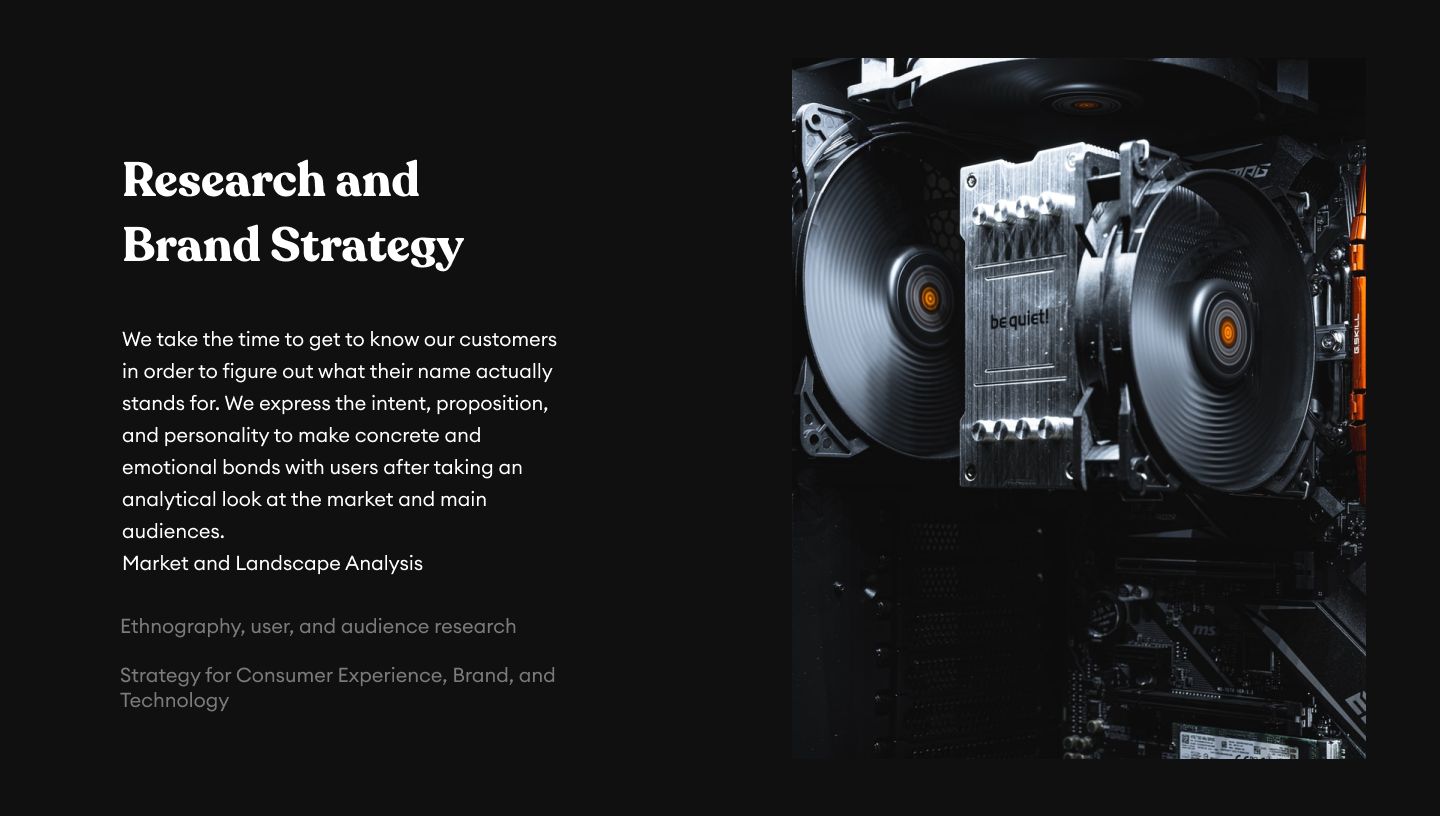 Research and
Brand Strategy
We take the time to get to know our customers
in order to figure out what their name actually
stands for. We express the intent, proposition,
and personality to make concrete and
emotional bonds with users after taking an
analytical look at the market and main
audiences.
Market and Landscape Analysis
Ethnography, user, and audience research
Strategy for Consumer Experience, Brand, and
Technology
be quiet!
G.SKILL
msi